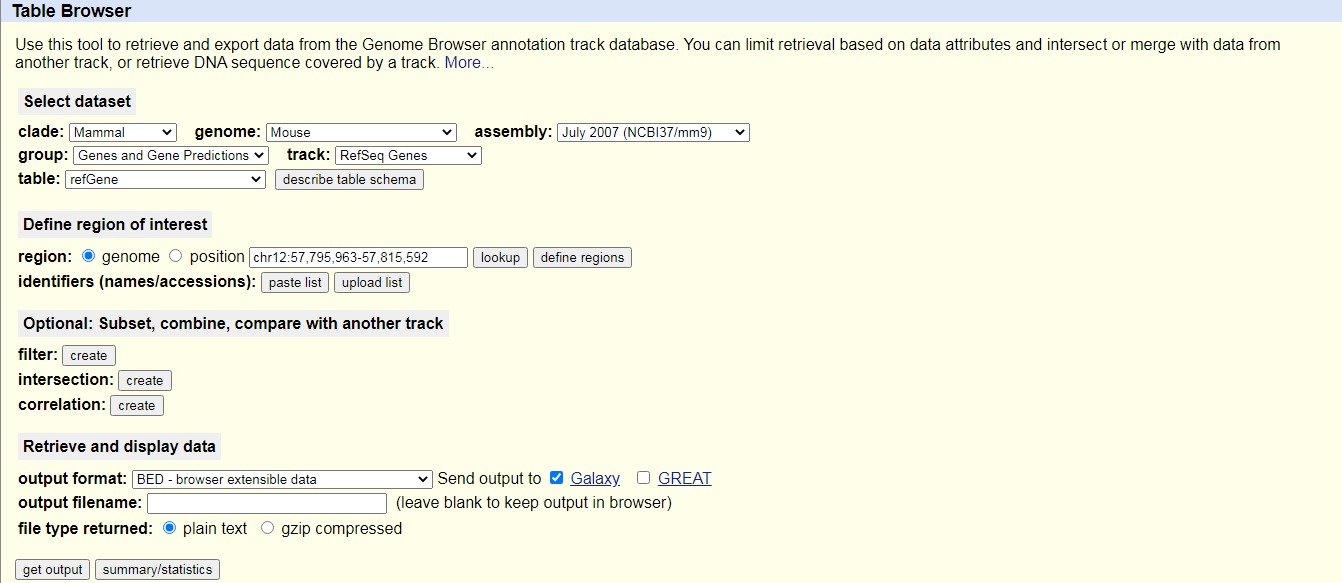 Table Browser
Use this tool to retrieve and export data from the Genome Browser annotation track database. You can limit retrieval based on data attributes and intersect or merge with data from
another track, or retrieve DNA sequence covered by a track. More...
Select dataset
clade: Mammal genome: Mouse assembly: July 2007 (NCBI37/mm9)
group: Genes and Gene Predictions track: RefSeq Genes
table: refGene describe table schema
Define region of interest
region: genome position chr12:57,795,963-57,815,592 lookup define regions
identifiers (names/accessions): paste list upload list
Optional: Subset, combine, compare with another track
filter: create
intersection: create
correlation: create
Retrieve and display data
output format: BED - browser extensible data Send output to Galaxy GREAT
output filename: (leave blank to keep output in browser)
file type returned: plain text gzip compressed
get output summary/statistics